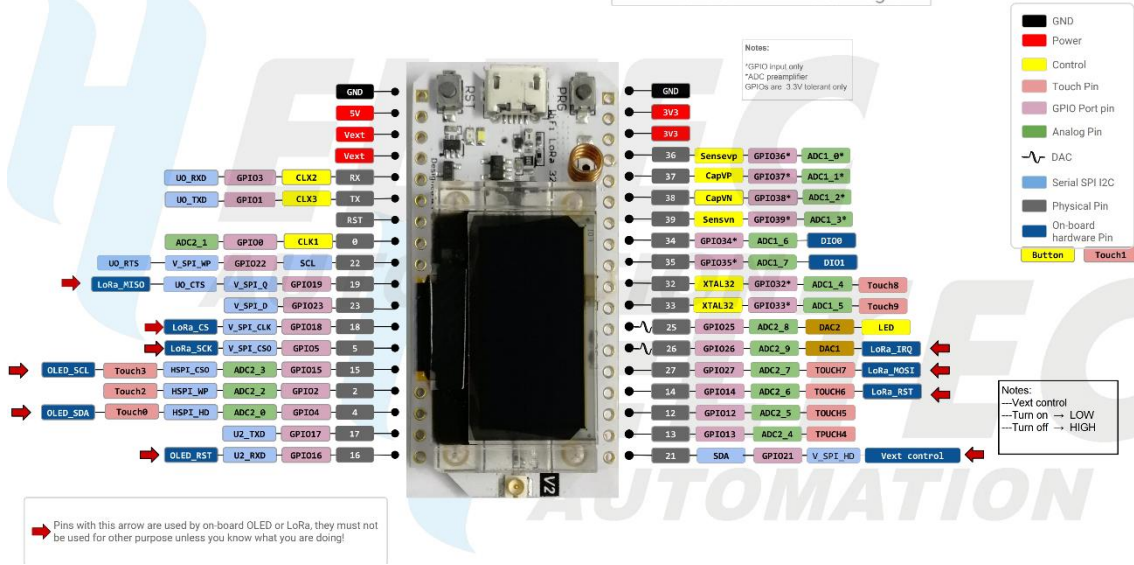 GND
Power
Control
Touch Pin
GPIO Port pin
Analog Pin
DAC
Serial SPI I2C
Physical Pin
On-board
hardware Pin
Button Touch1
Notes:
*GPIO input only
*ADC preamplifier
GPIOs are 3.3V tolerant only
RST
PRG
V2
GND
5V
Vext
Vext
U0_RXD GPIO3 CLX2 RX
U0_TXD GPIO1 CLX3 TX
RST
ADC2_1 GPIO0 CLK1 0
UO_RTS V_SPI_WP GPIO22 SCL 22
LoRa_MISO UO_CTS V_SPI_Q GPIO19 19
V_SPI_D GPIO23 23
LoRa_CS V_SPI_CLK GPIO18 18
LoRa_SCK V_SPI_CSO GPIO5 5
OLED_SCL Touch3 HSPI_CSO ADC2_3 GPIO15 15
Touch2 HSPI_WP ADC2_2 GPIO2 2
OLED_SDA Touch0 HSPI_HD ADC2_0 GPIO4 4
U2_TXD GPIO17 17
OLED_RST U2_RXD GPIO16 16
GND
3V3
3V3
36 Sensevp GPIO36* ADC1_0*
37 CapVP GPIO37* ADC1_1*
38 CapVN GPIO38* ADC1_2*
39 Sensvn GPIO39* ADC1_3*
34 GPIO34* ADC1_6 DIO0
35 GPIO35* ADC1_7 DIO1
32 XTAL32 GPIO32* ADC1_4 Touch8
33 XTAL32 GPIO33* ADC1_5 Touch9
25 GPIO25 ADC2_8 DAC2 LED
26 GPIO26 ADC2_9 DAC1 LoRa_IRQ
27 GPIO27 ADC2_7 TOUCH7 LoRa_MOSI
14 GPIO14 ADC2_6 TOUCH6 LoRa_RST
12 GPIO12 ADC2_5 TOUCH5
13 GPIO13 ADC2_4 TPUCH4
21 SDA GPIO21 V_SPI_HD Vext control
Notes:
---Vext control
---Turn on → LOW
---Turn off → HIGH
HELTEC
AUTOMATION
Pins with this arrow are used by on-board OLED or LoRa, they must not
be used for other purpose unless you know what you are doing!